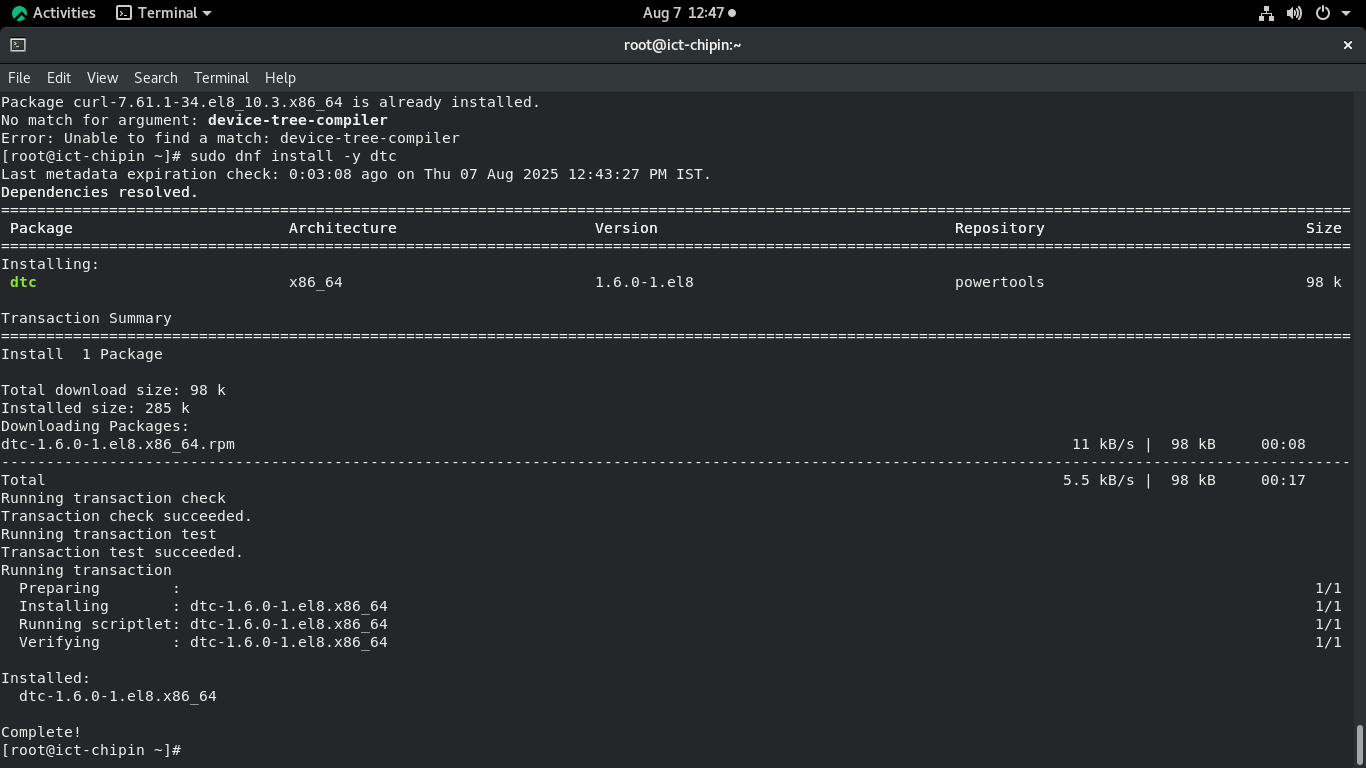 Activities Terminal Aug 7 12:47
root@ict-chipin:~
File Edit View Search Terminal Help
Package curl-7.61.1-34.el8_10.3.x86_64 is already installed.
No match for argument: device-tree-compiler
Error: Unable to find a match: device-tree-compiler
[root@ict-chipin ~]# sudo dnf install -y dtc
Last metadata expiration check: 0:03:08 ago on Thu 07 Aug 2025 12:43:27 PM IST.
Dependencies resolved.
================================================================================
Package Architecture Version Repository Size
================================================================================
Installing:
dtc x86_64 1.6.0-1.el8 powertools 98 k
Transaction Summary
================================================================================
Install 1 Package
Total download size: 98 k
Installed size: 285 k
Downloading Packages:
dtc-1.6.0-1.el8.x86_64.rpm 11 kB/s | 98 kB 00:08
--------------------------------------------------------------------------------
Total 5.5 kB/s | 98 kB 00:17
Running transaction check
Transaction check succeeded.
Running transaction test
Transaction test succeeded.
Running transaction
Preparing : 1/1
Installing : dtc-1.6.0-1.el8.x86_64 1/1
Running scriptlet: dtc-1.6.0-1.el8.x86_64 1/1
Verifying : dtc-1.6.0-1.el8.x86_64 1/1
Installed:
dtc-1.6.0-1.el8.x86_64
Complete!
[root@ict-chipin ~]#